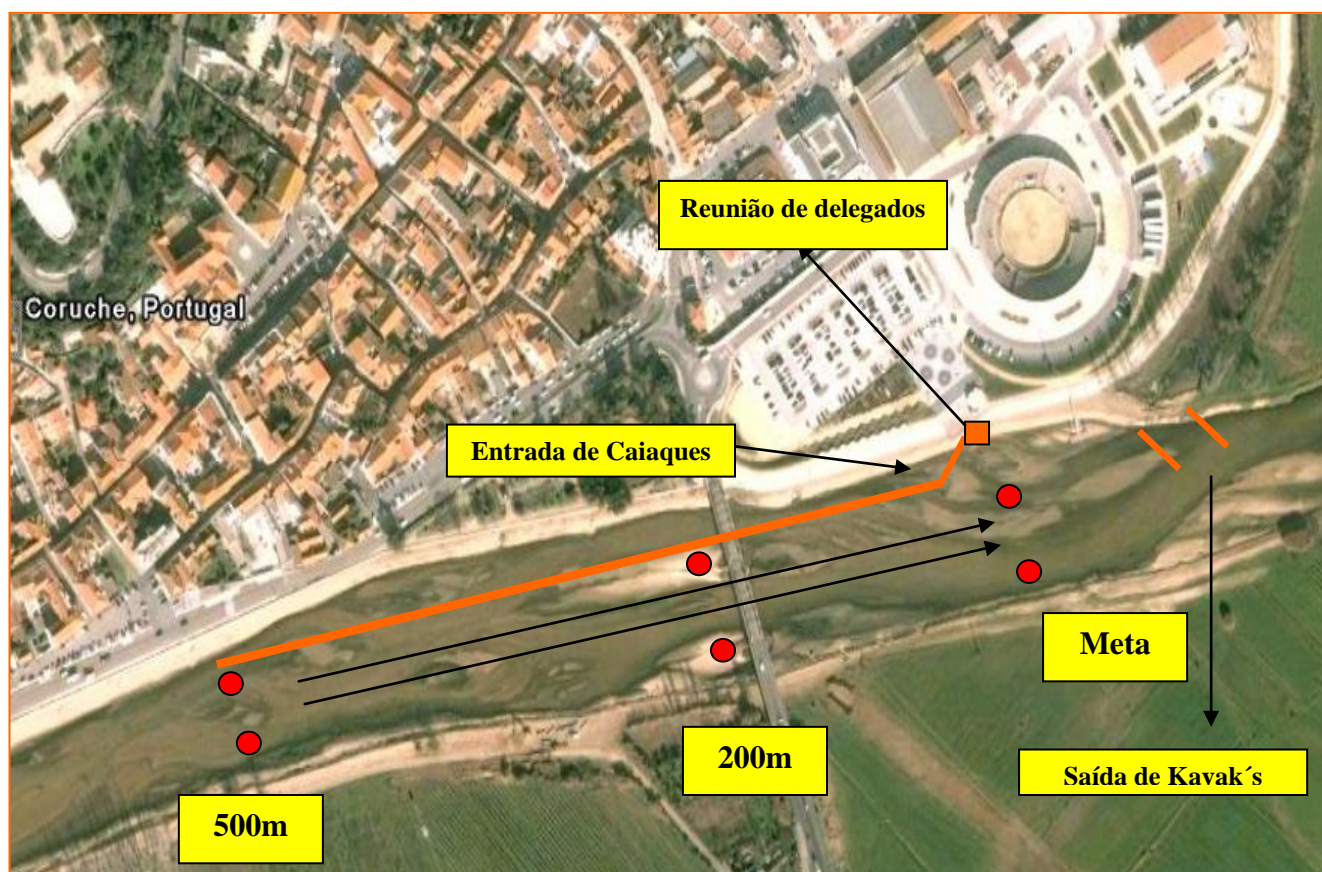 Reunião de delegados
Coruche, Portugal
Entrada de Caiaques
Meta
200m
Saída de Kavak´s
500m